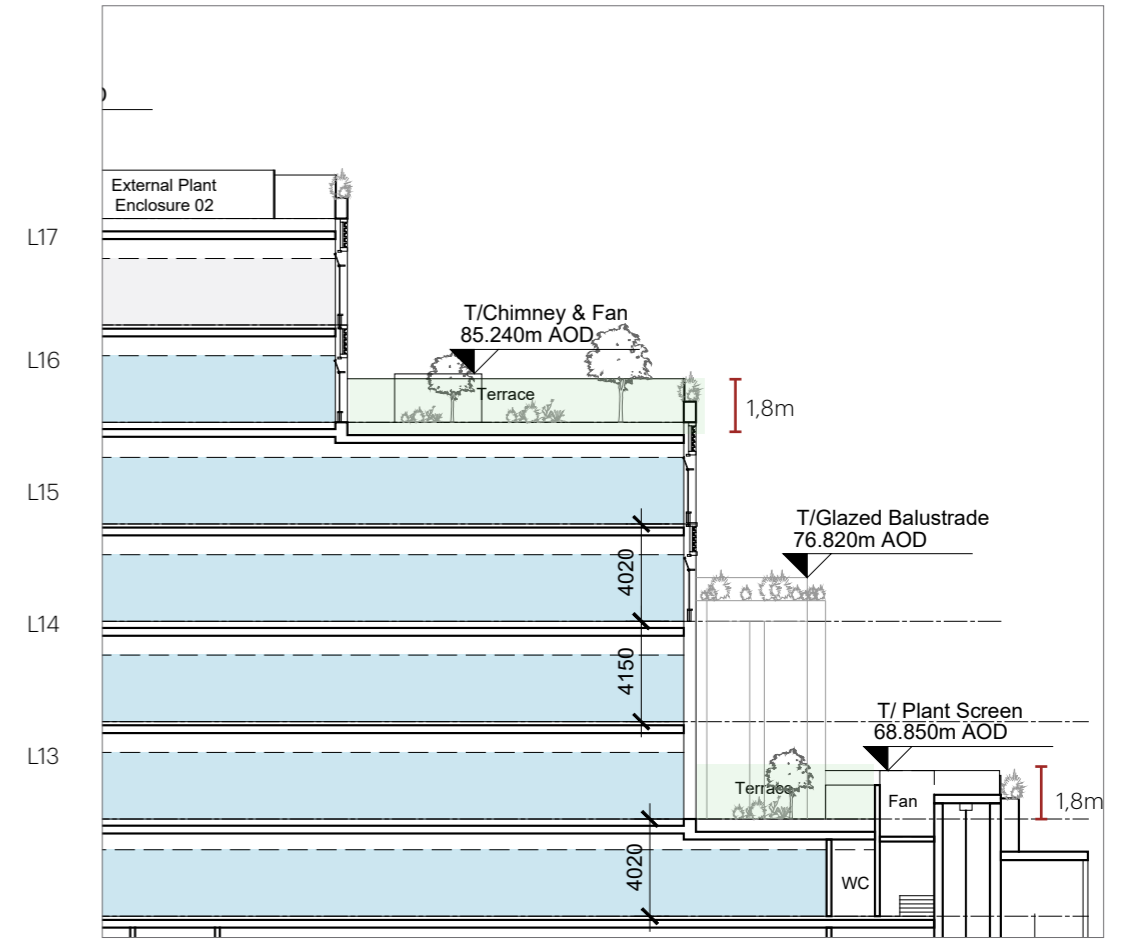 External Plant
Enclosure 02
L17
T/Chimney & Fan
85.240m AOD
L16
Terrace
1,8m
L15
T/Glazed Balustrade
76.820m AOD
4020
L14
4150
T/ Plant Screen
68.850m AOD
L13
Terrace
Fan
1,8m
4020
WC